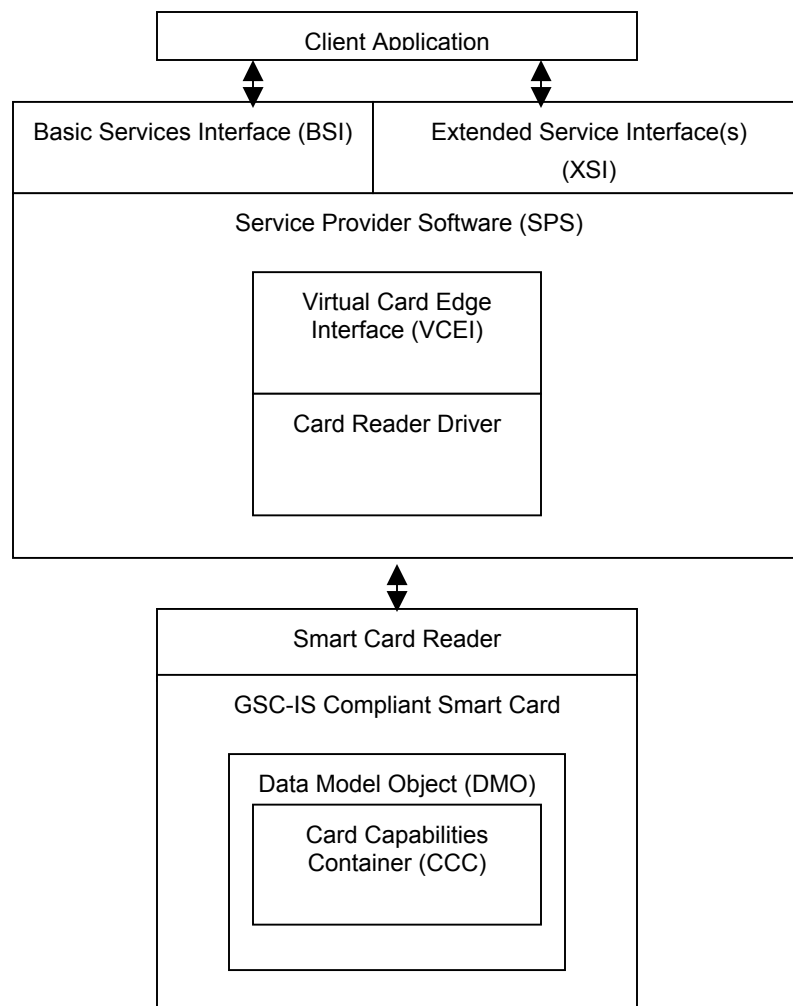 Client Application
Basic Services Interface (BSI)
Extended Service Interface(s)
(XSI)
Service Provider Software (SPS)
Virtual Card Edge
Interface (VCEI)
Card Reader Driver
Smart Card Reader
GSC-IS Compliant Smart Card
Data Model Object (DMO)
Card Capabilities
Container (CCC)